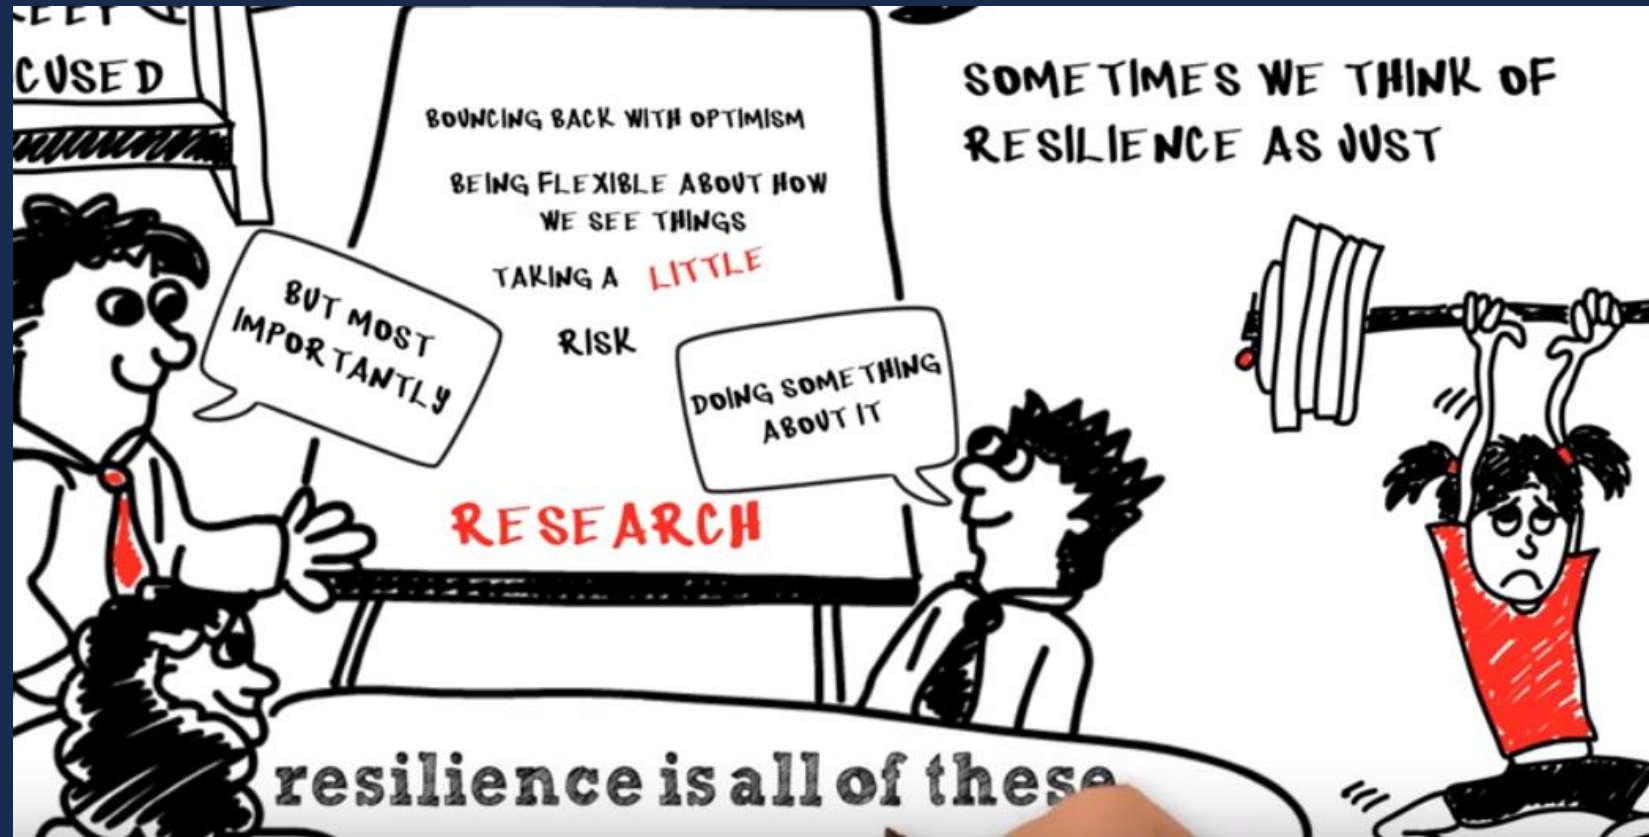 CUSED
BOUNCING BACK WITH OPTIMISM
BEING FLEXIBLE ABOUT HOW
WE SEE THINGS
TAKING A LITTLE
RISK
BUT MOST
IMPORTANTLY
DOING SOMETHING
ABOUT IT
RESEARCH
SOMETIMES WE THINK OF
RESILIENCE AS JUST
resilience is all of these